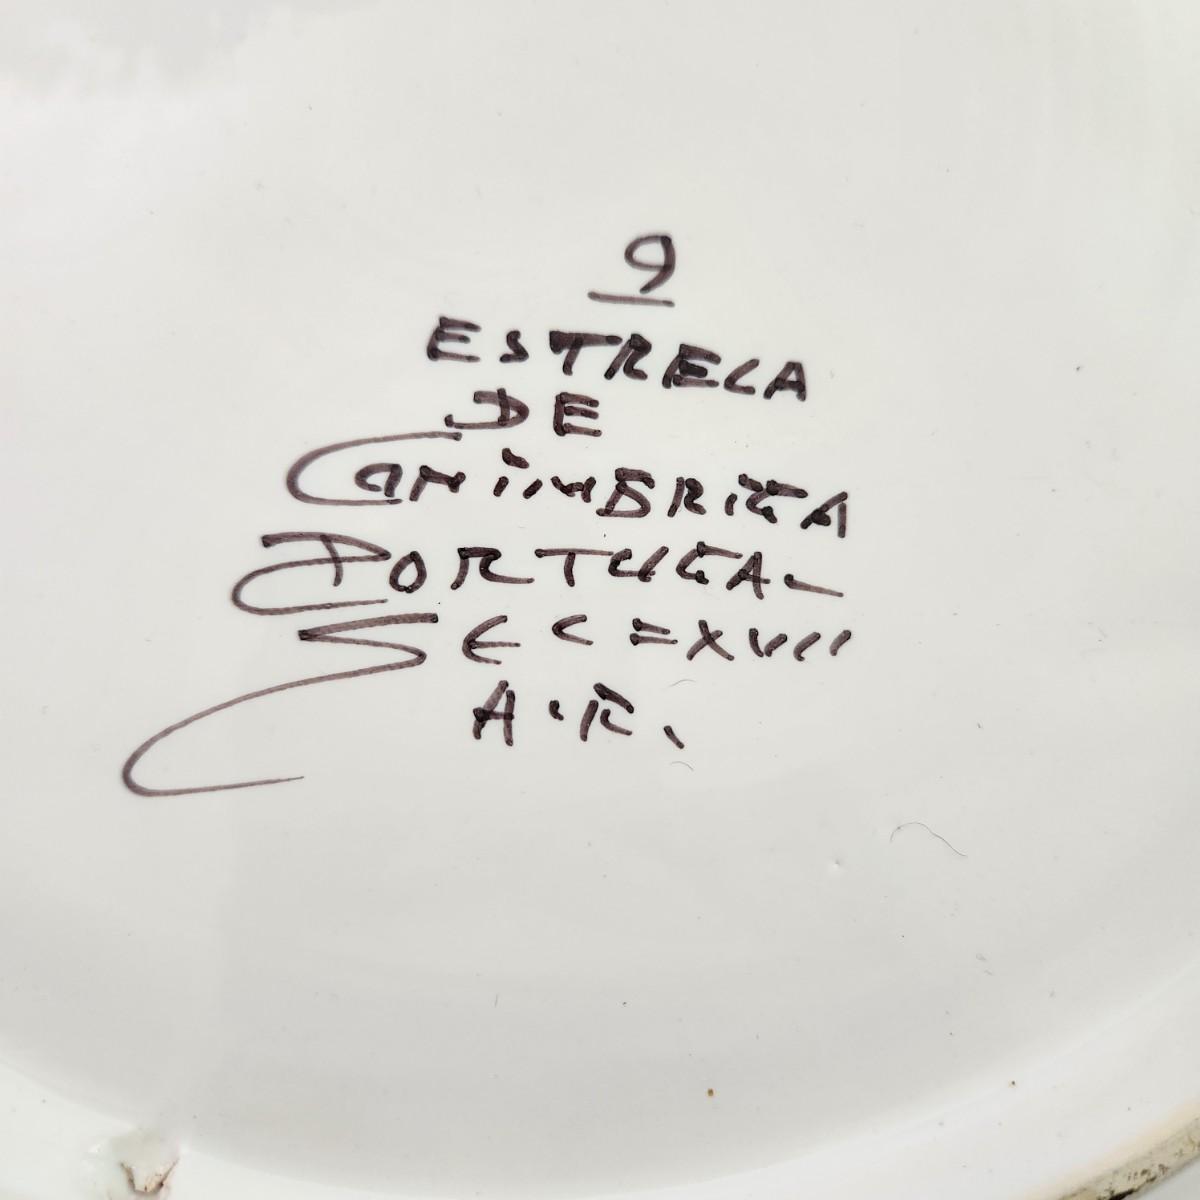 9
ESTRELA
DE
CONIMBRIGA
PORTUGAL
SEC=XVII
A.R.